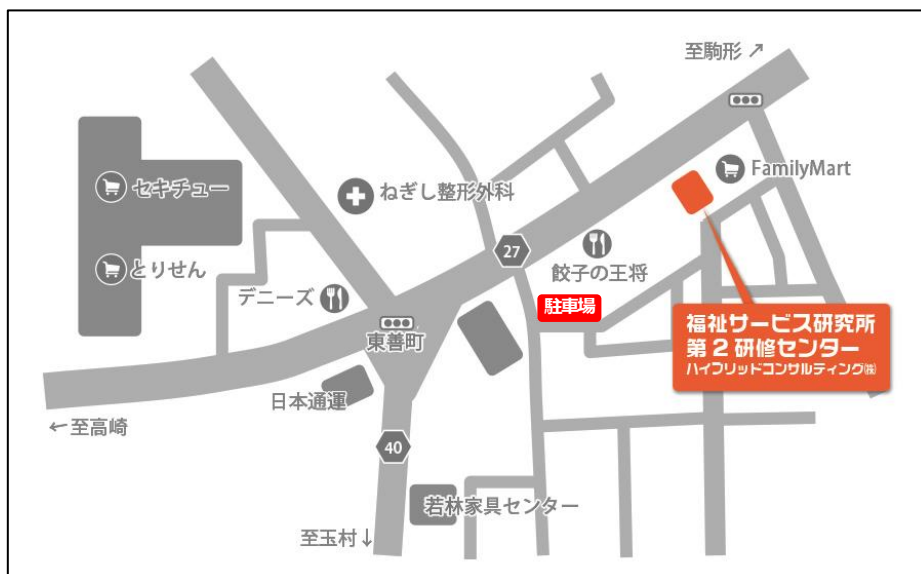 至駒形 ↗
FamilyMart
セキチュー
ねぎし整形外科
27
とりせん
餃子の王将
デニーズ
駐車場
東善町
福祉サービス研究所
第2研修センター
ハイブリッドコンサルティング㈱
日本通運
←至高崎
40
若林家具センター
至玉村↓